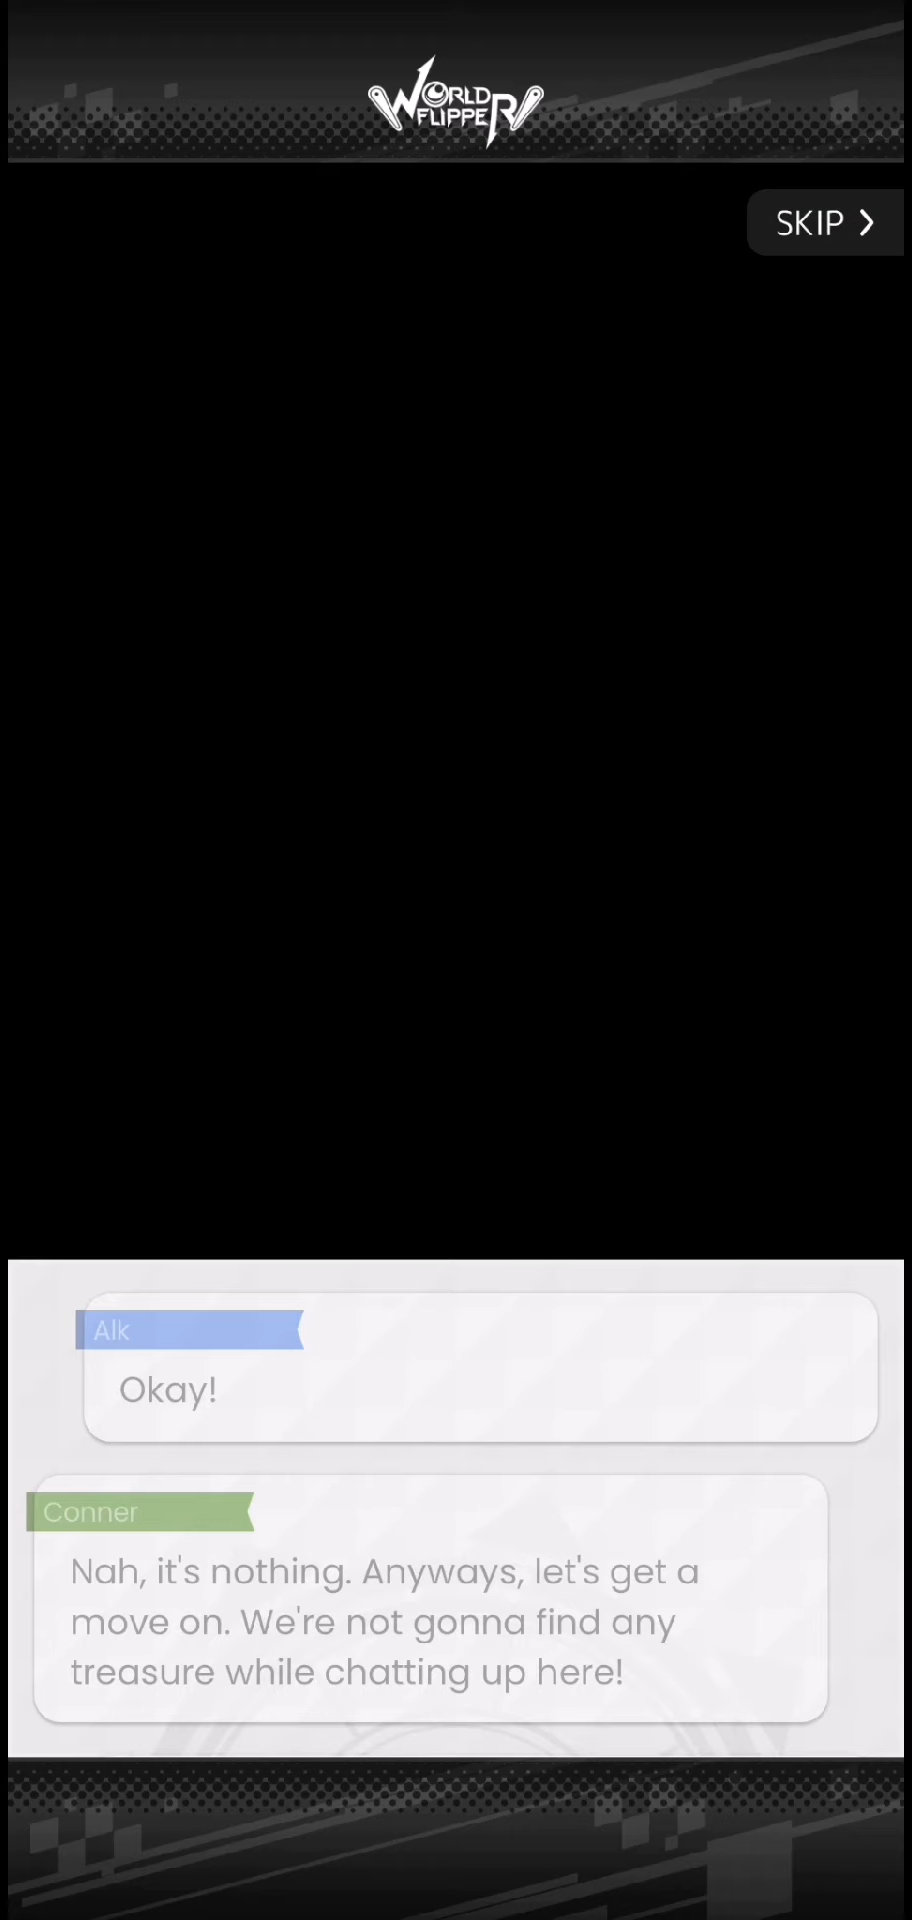 WORLD
FLIPPER
SKIP
Alk
Okay!
Conner
Nah, it's nothing. Anyways, let's get a
move on. We're not gonna find any
treasure while chatting up here!